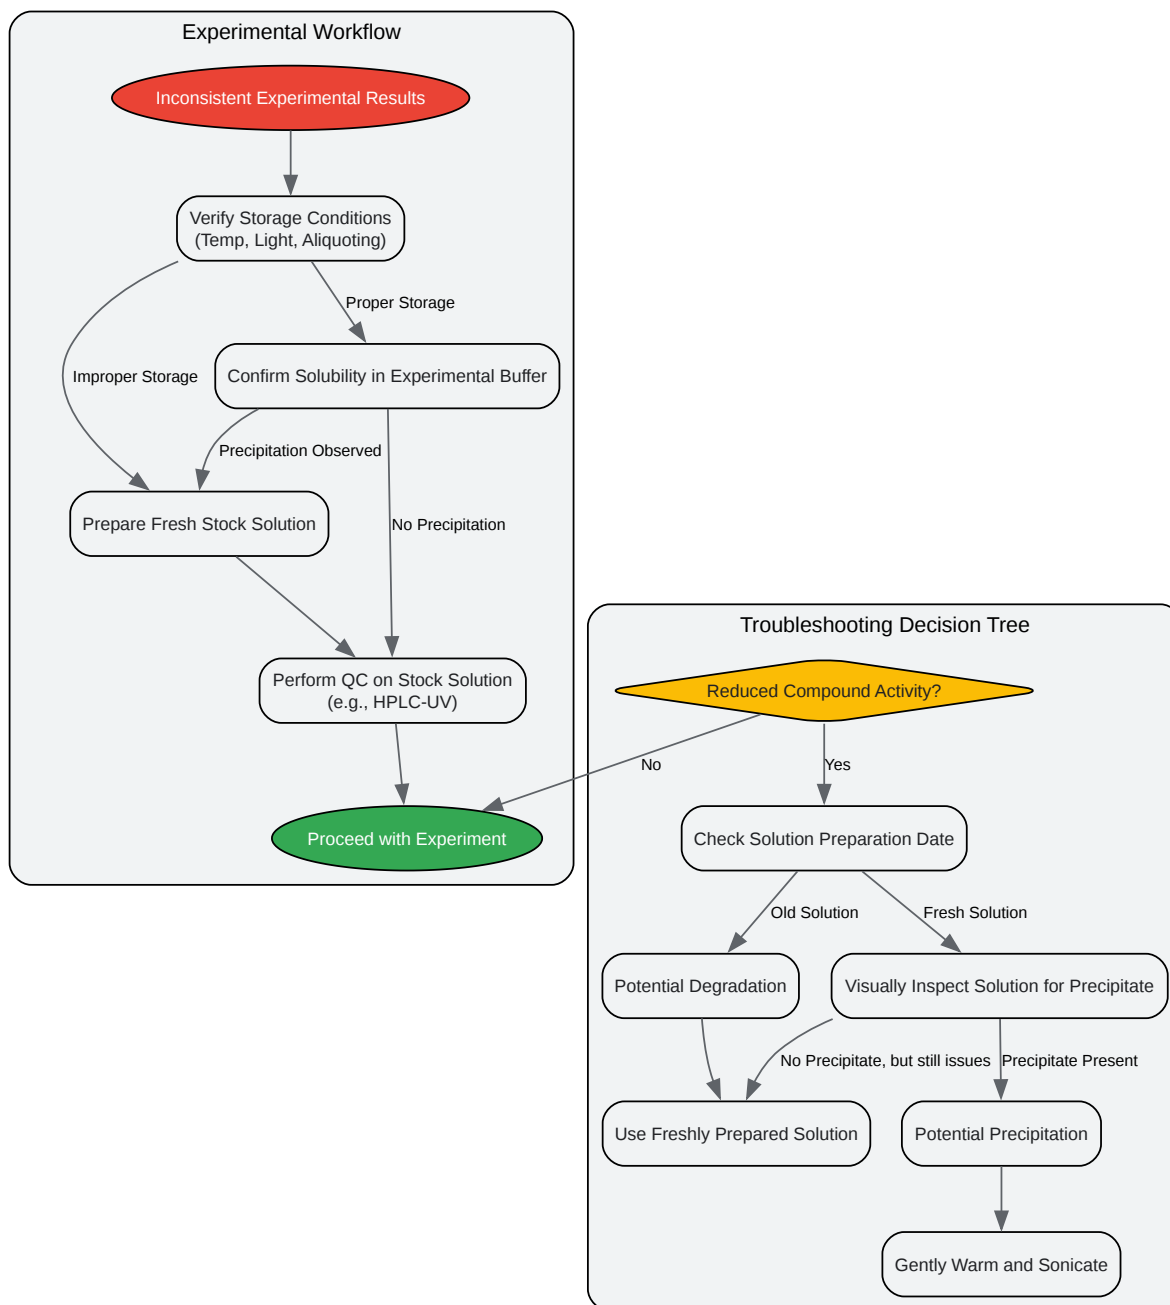 Experimental Workflow
Inconsistent Experimental Results
Verify Storage Conditions
(Temp, Light, Aliquoting)
Proper Storage
Improper Storage
Confirm Solubility in Experimental Buffer
Precipitation Observed
No Precipitation
Prepare Fresh Stock Solution
Perform QC on Stock Solution
(e.g., HPLC-UV)
Proceed with Experiment
Troubleshooting Decision Tree
Reduced Compound Activity?
No
Yes
Check Solution Preparation Date
Old Solution
Fresh Solution
Potential Degradation
Visually Inspect Solution for Precipitate
No Precipitate, but still issues
Precipitate Present
Use Freshly Prepared Solution
Potential Precipitation
Gently Warm and Sonicate